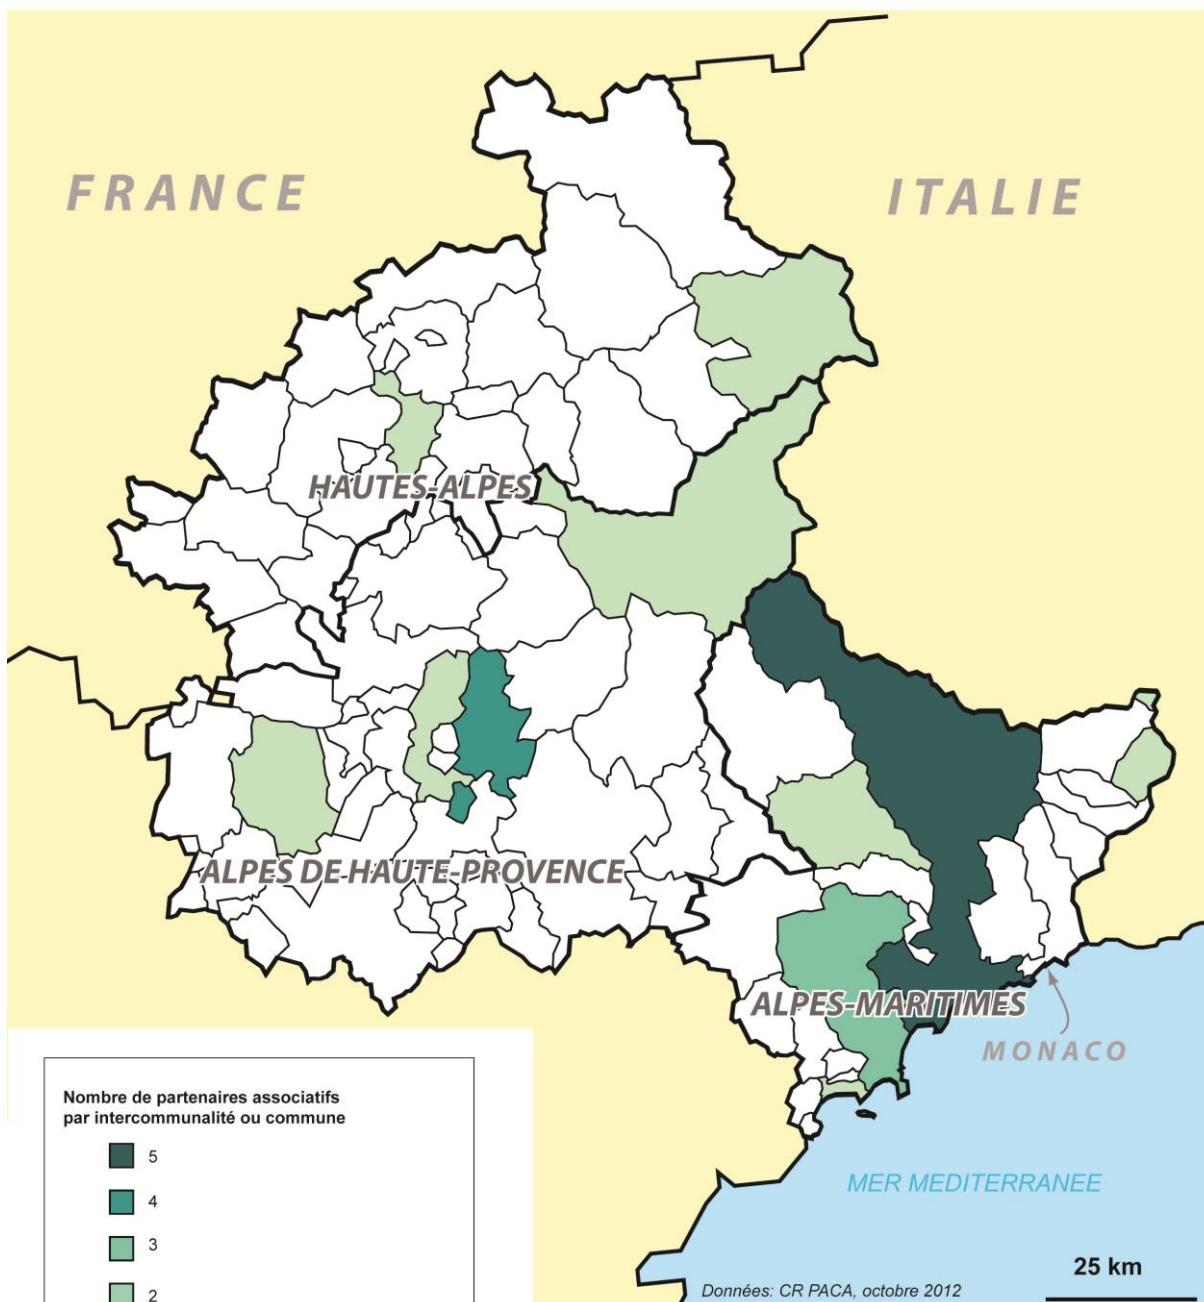 FRANCE
ITALIE
HAUTES-ALPES
ALPES DE HAUTE-PROVENCE
ALPES-MARITIMES
MONACO
Nombre de partenaires associatifs
par intercommunalité ou commune
5
4
3
2
MER MEDITERRANEE
25 km
Données: CR PACA, octobre 2012